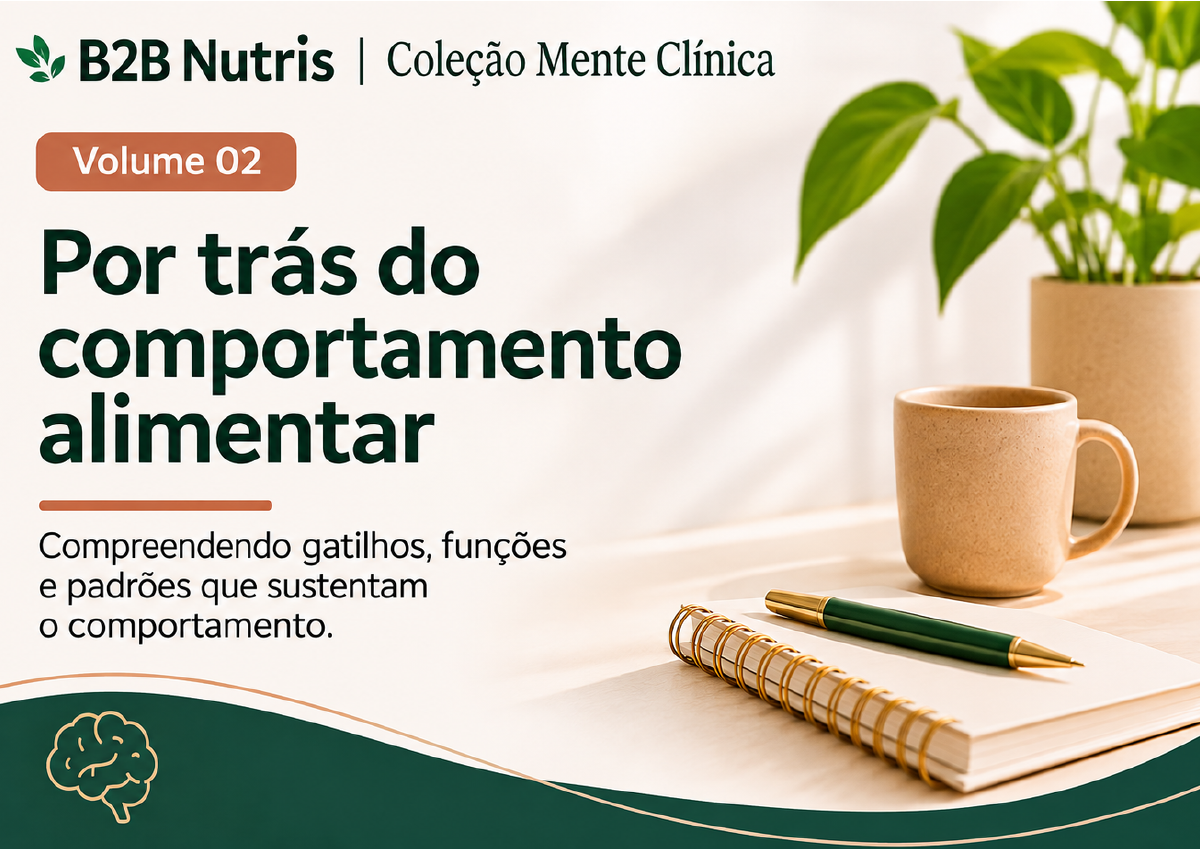 B2B Nutris | Coleção Mente Clínica
Volume 02
Por trás do
comportamento
alimentar
Compreendendo gatilhos, funções
e padrões que sustentam
o comportamento.